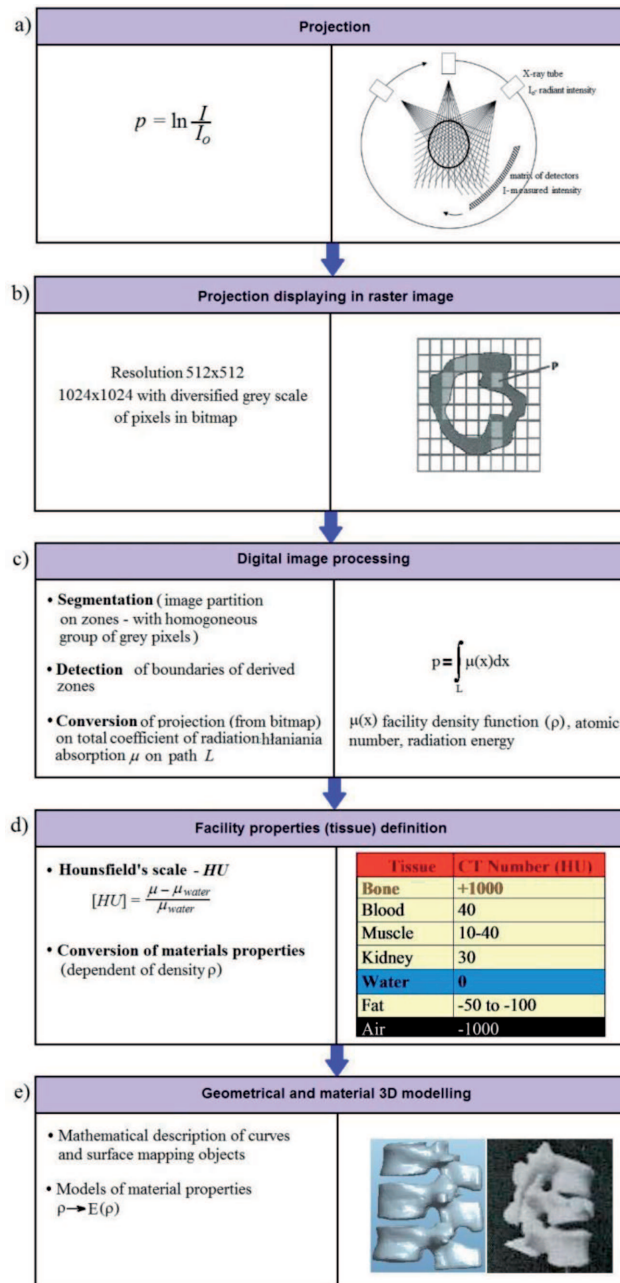 a)
Projection
p = ln I/I_o
X-ray tube
I_o- radiant intensity
matrix of detectors
I- measured intensity
b)
Projection displaying in raster image
Resolution 512x512
1024x1024 with diversified grey scale
of pixels in bitmap
P
c)
Digital image processing
• Segmentation (image partition
on zones - with homogoneous
group of grey pixels)
• Detection of boundaries of derived
zones
• Conversion of projection (from bitmap)
on total coefficient of radiation hłaniania
absorption μ on path L
p = ∫_L μ(x)dx
μ(x) facility density function (ρ), atomic
number, radiation energy
d)
Facility properties (tissue) definition
• Hounsfield's scale - HU
[HU] = (μ - μ_water)/μ_water
• Conversion of materials properties
(dependent of density ρ)
Tissue CT Number (HU)
Bone +1000
Blood 40
Muscle 10-40
Kidney 30
Water 0
Fat -50 to -100
Air -1000
e)
Geometrical and material 3D modelling
• Mathematical description of curves
and surface mapping objects
• Models of material properties
ρ→E(ρ)